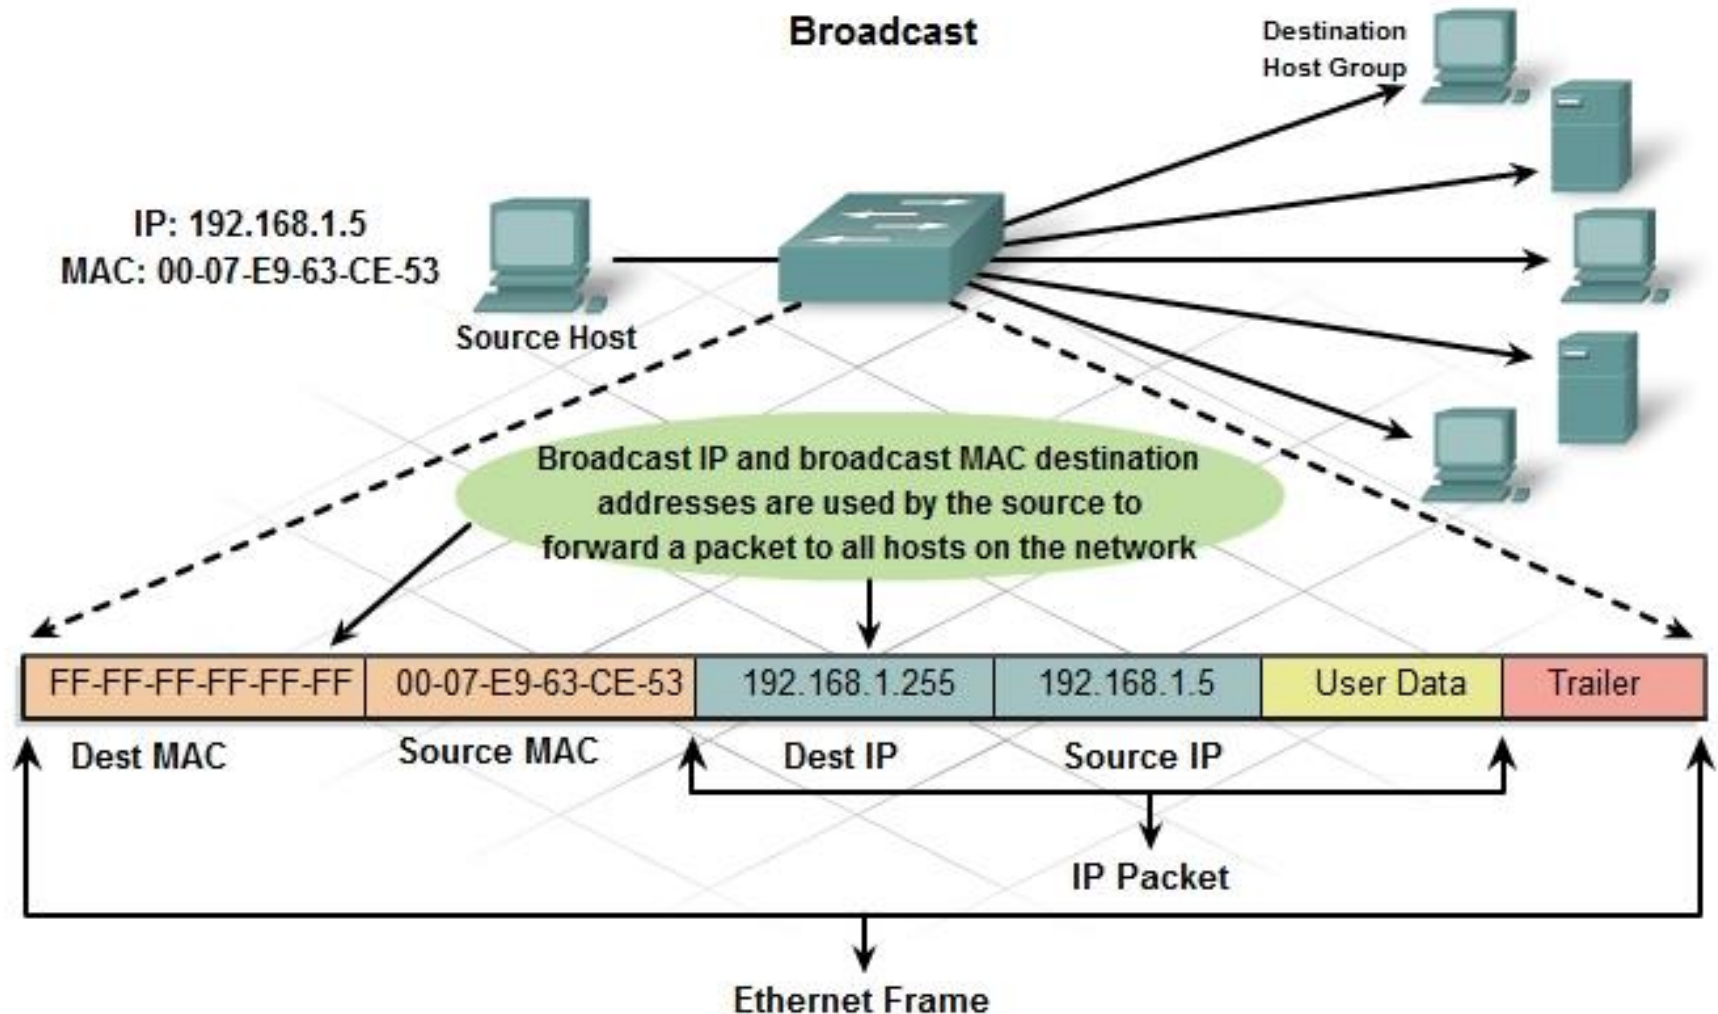 Broadcast
Destination
Host Group
IP: 192.168.1.5
MAC: 00-07-E9-63-CE-53
Source Host
Broadcast IP and broadcast MAC destination
addresses are used by the source to
forward a packet to all hosts on the network
FF-FF-FF-FF-FF-FF 00-07-E9-63-CE-53 192.168.1.255 192.168.1.5 User Data Trailer
Dest MAC Source MAC Dest IP Source IP
IP Packet
Ethernet Frame